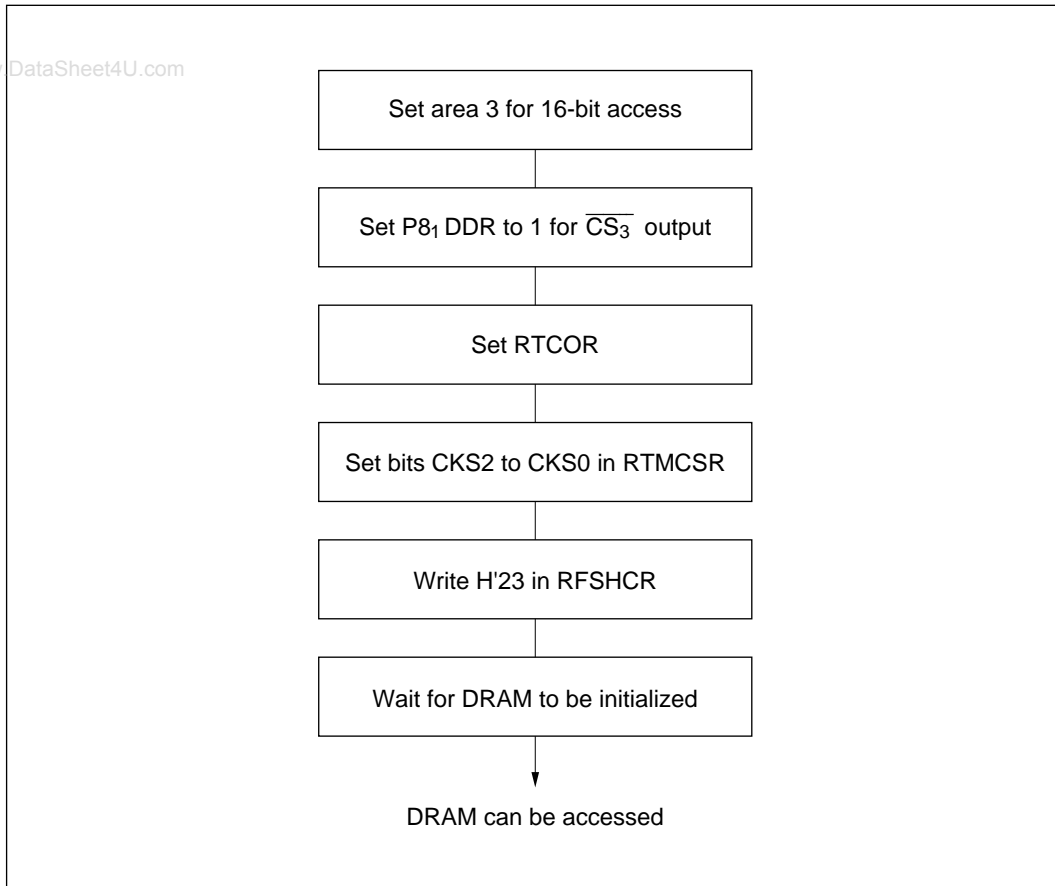 .DataSheet4U.com
Set area 3 for 16-bit access
Set P8₁ DDR to 1 for C̅S̅₃̅ output
Set RTCOR
Set bits CKS2 to CKS0 in RTMCSR
Write H'23 in RFSHCR
Wait for DRAM to be initialized
DRAM can be accessed